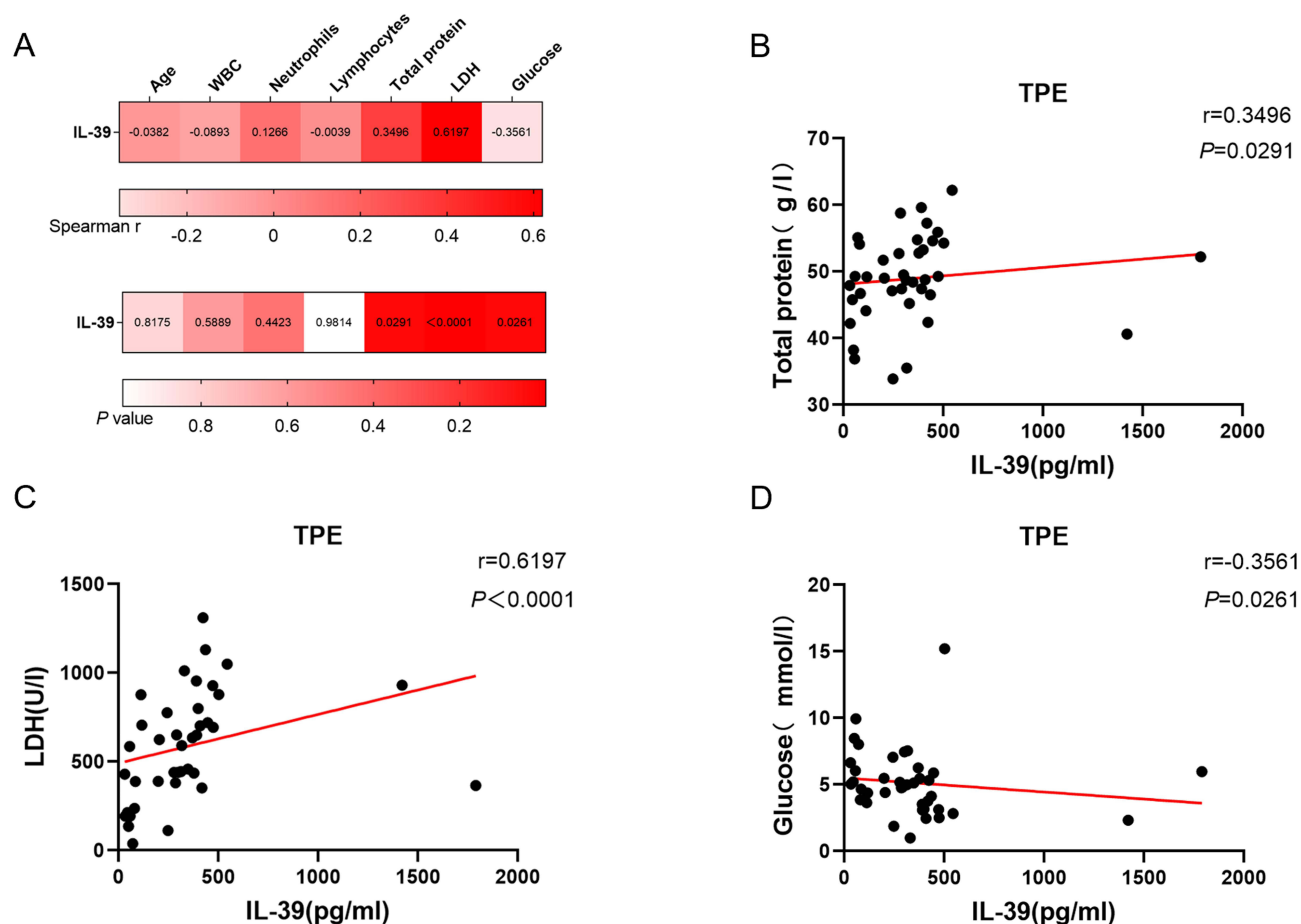 A
Age WBC Neutrophils Lymphocytes Total protein LDH Glucose
IL-39 -0.0382 -0.0893 0.1266 -0.0039 0.3496 0.6197 -0.3561
Spearman r
-0.2 0 0.2 0.4 0.6
IL-39 0.8175 0.5889 0.4423 0.9814 0.0291 <0.0001 0.0261
P value
0.8 0.6 0.4 0.2
B
TPE
r=0.3496
P=0.0291
Total protein( g/l)
70
60
50
40
30
0 500 1000 1500 2000
IL-39(pg/ml)
C
TPE
r=0.6197
P<0.0001
LDH(U/l)
1500
1000
500
0
0 500 1000 1500 2000
IL-39(pg/ml)
D
TPE
r=-0.3561
P=0.0261
Glucose( mmol/l)
20
15
10
5
0
0 500 1000 1500 2000
IL-39(pg/ml)